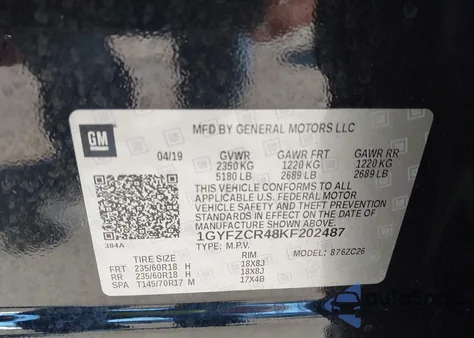 GM
MFD BY GENERAL MOTORS LLC
04/19 GVWR GAWR FRT GAWR RR
2350 KG 1220 KG 1220 KG
5180 LB 2689 LB 2689 LB
THIS VEHICLE CONFORMS TO ALL
APPLICABLE U.S. FEDERAL MOTOR
VEHICLE SAFETY AND THEFT PREVENTION
STANDARDS IN EFFECT ON THE DATE OF
MANUFACTURE SHOWN ABOVE.
1GYFZCR48KF202487
384A TYPE: M.P.V. MODEL: 876ZC26
TIRE SIZE RIM
FRT 235/60R18 H 18X8J
RR 235/60R18 H 18X8J
SPA T145/70R17 M 17X4B